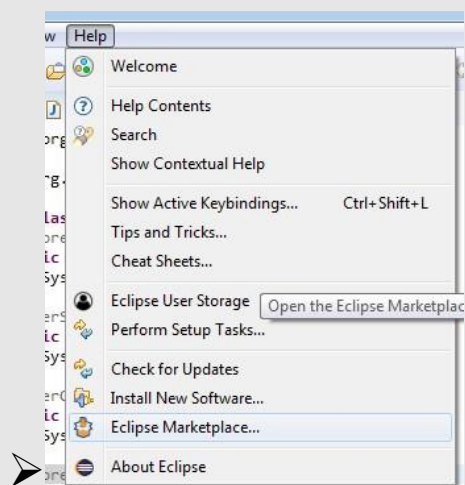 w Help
Welcome
Help Contents
Search
Show Contextual Help
Show Active Keybindings... Ctrl+Shift+L
Tips and Tricks...
Cheat Sheets...
Eclipse User Storage
Open the Eclipse Marketplac
Perform Setup Tasks...
Check for Updates
Install New Software...
Eclipse Marketplace...
About Eclipse